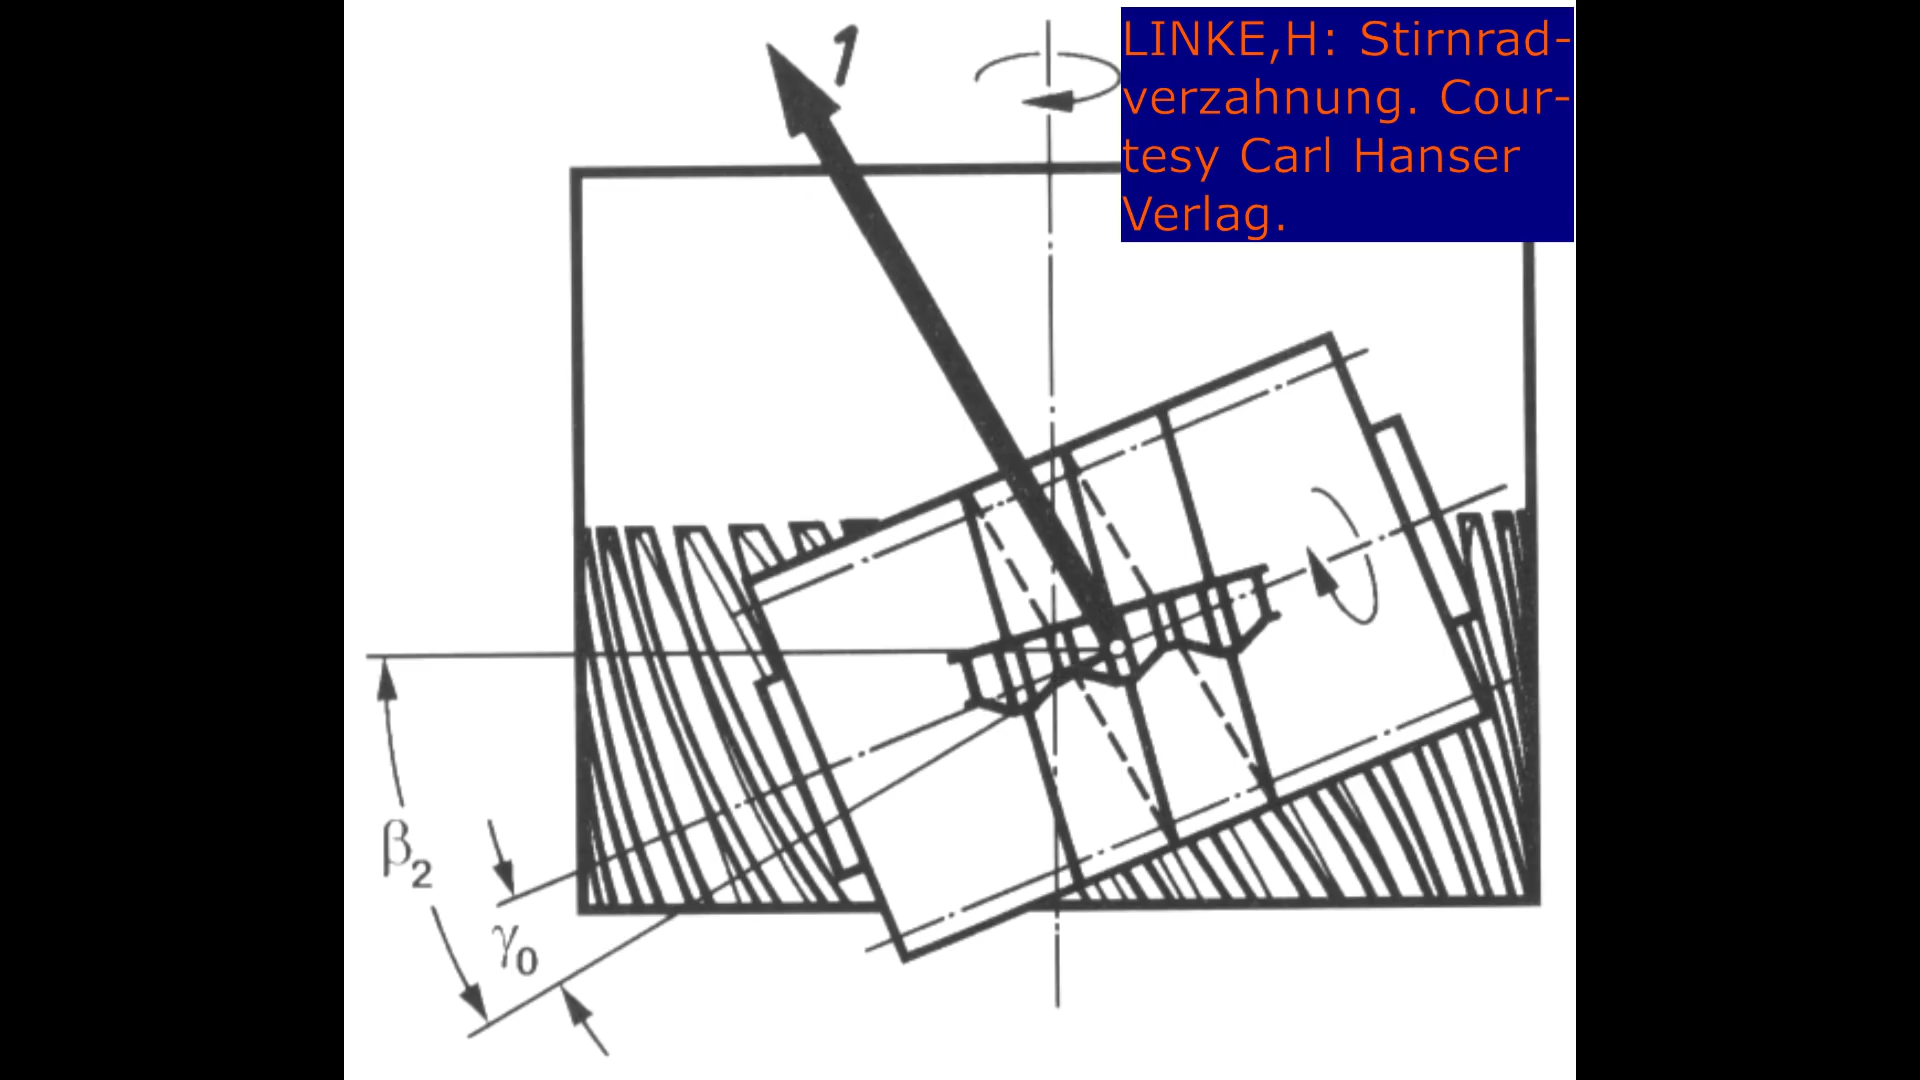 1
LINKE,H: Stirnrad-
verzahnung. Cour-
tesy Carl Hanser
Verlag.
β2
γ0